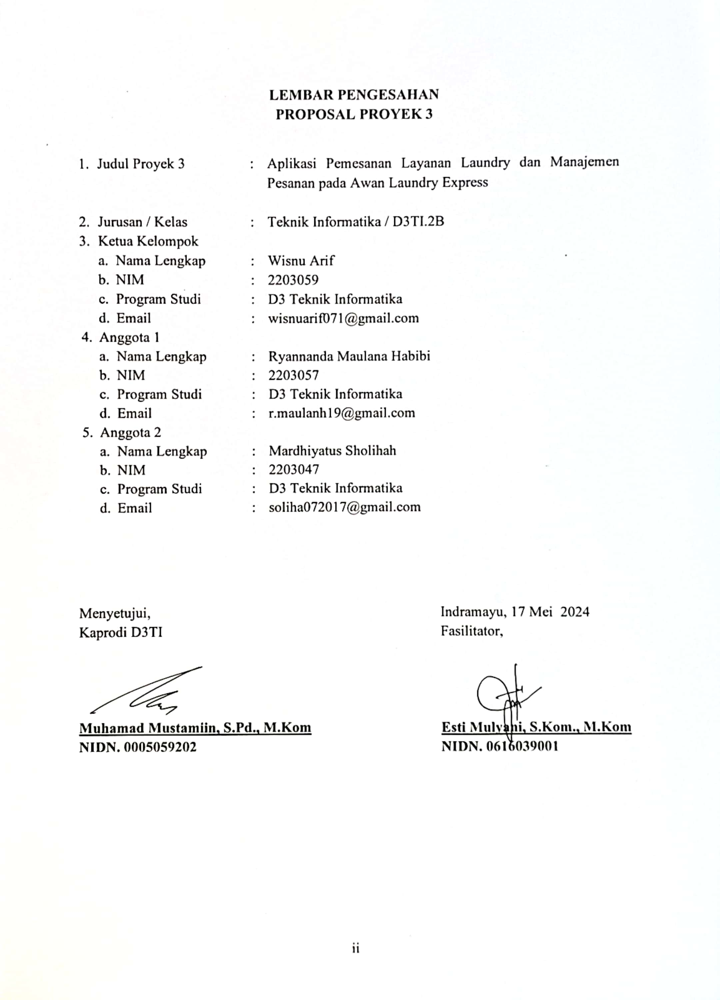 LEMBAR PENGESAHAN
PROPOSAL PROYEK 3
1. Judul Proyek 3 : Aplikasi Pemesanan Layanan Laundry dan Manajemen
Pesanan pada Awan Laundry Express
2. Jurusan / Kelas : Teknik Informatika / D3TI.2B
3. Ketua Kelompok
a. Nama Lengkap : Wisnu Arif
b. NIM : 2203059
c. Program Studi : D3 Teknik Informatika
d. Email : wisnuarif071@gmail.com
4. Anggota 1
a. Nama Lengkap : Ryannanda Maulana Habibi
b. NIM : 2203057
c. Program Studi : D3 Teknik Informatika
d. Email : r.maulanh19@gmail.com
5. Anggota 2
a. Nama Lengkap : Mardhiyatus Sholihah
b. NIM : 2203047
c. Program Studi : D3 Teknik Informatika
d. Email : soliha072017@gmail.com
Menyetujui,
Kaprodi D3TI
Indramayu, 17 Mei 2024
Fasilitator,
Muhamad Mustamiin, S.Pd., M.Kom
NIDN. 0005059202
Esti Mulyani, S.Kom., M.Kom
NIDN. 0616039001
ii